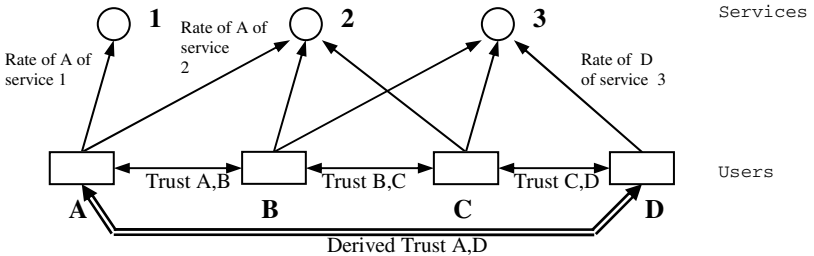 1
2
3
Services
Rate of A of
service 1
Rate of A of
service
2
Rate of D
of service 3
Trust A,B
Trust B,C
Trust C,D
Users
A
B
C
D
Derived Trust A,D